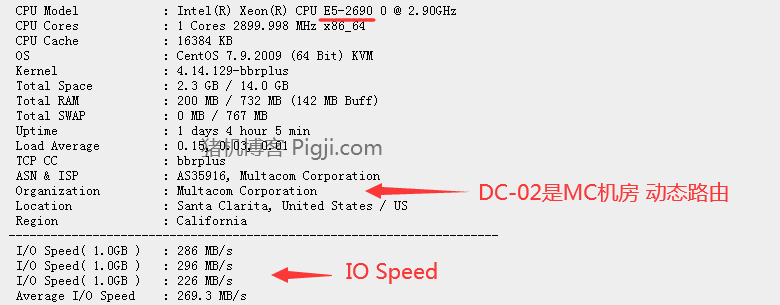 CPU Model : Intel(R) Xeon(R) CPU E5-2690 0 @ 2.90GHz
CPU Cores : 1 Cores 2899.998 MHz x86_64
CPU Cache : 16384 KB
OS : CentOS 7.9.2009 (64 Bit) KVM
Kernel : 4.14.129-bbrplus
Total Space : 2.3 GB / 14.0 GB
Total RAM : 200 MB / 732 MB (142 MB Buff)
Total SWAP : 0 MB / 767 MB
Uptime : 1 days 4 hour 5 min
Load Average : 0.15, 0.03, 0.01
猪机博客 Pigji.com
TCP CC : bbrplus
ASN & ISP : AS35916, Multacom Corporation
Organization : Multacom Corporation
DC-02是MC机房 动态路由
Location : Santa Clarita, United States / US
Region : California
I/O Speed( 1.0GB ) : 286 MB/s
I/O Speed( 1.0GB ) : 296 MB/s
IO Speed
I/O Speed( 1.0GB ) : 226 MB/s
Average I/O Speed : 269.3 MB/s